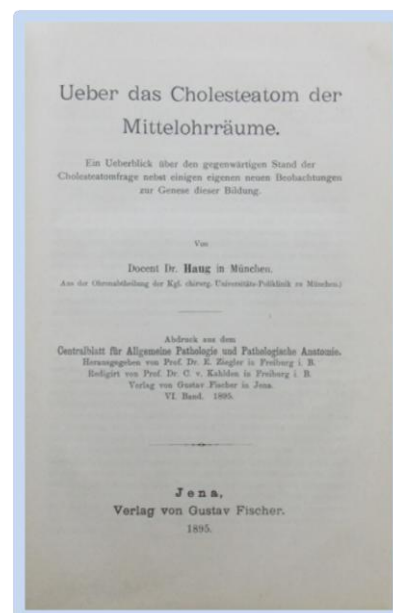 Ueber das Cholesteatom der
Mittelohrräume.
Ein Ueberblick über den gegenwärtigen Stand der
Cholesteatomfrage nebst einigen eigenen neuen Beobachtungen
zur Genese dieser Bildung.
Von
Docent Dr. Haug in München.
Aus der Ohrenabtheilung der Kgl. chirurg. Universitäts-Poliklinik zu München.)
Abdruck aus dem
Centralblatt für Allgemeine Pathologie und Pathologische Anatomie.
Herausgegeben von Prof. Dr. E. Ziegler in Freiburg i. B.
Redigirt von Prof. Dr. C. v. Kahlden in Freiburg i. B.
Verlag von Gustav Fischer in Jena.
VI. Band. 1895.
Jena,
Verlag von Gustav Fischer.
1895.